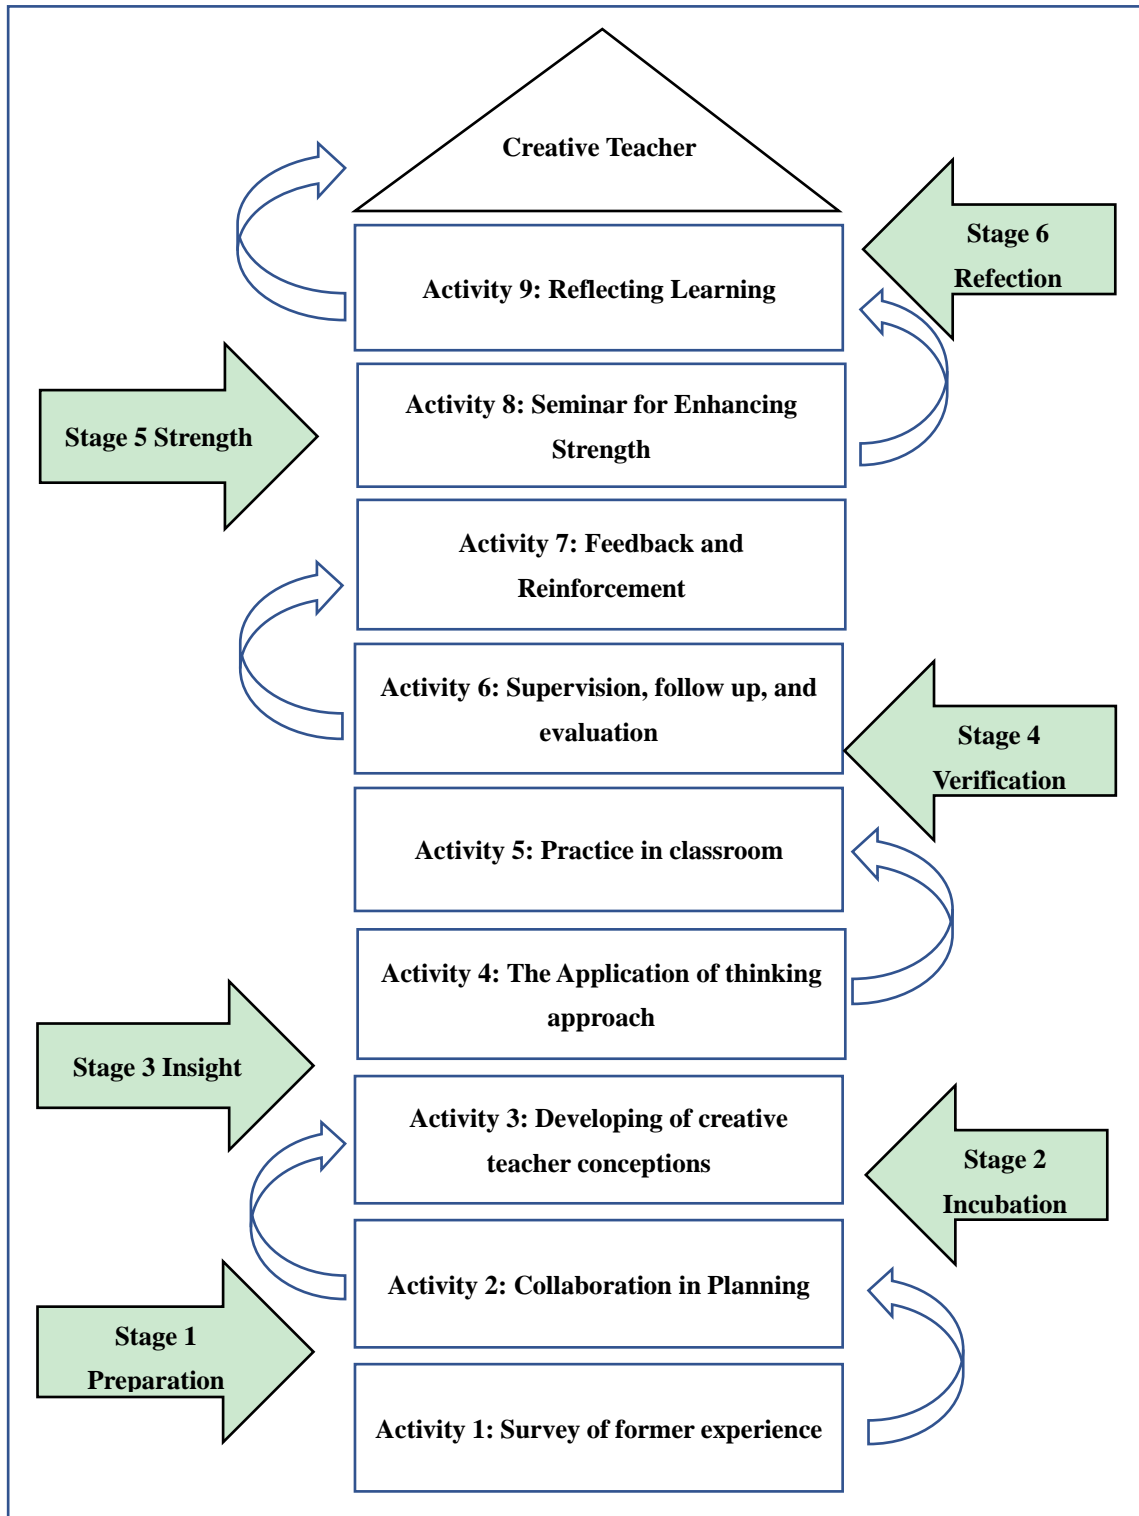 Creative Teacher
Stage 6
Refection
Activity 9: Reflecting Learning
Activity 8: Seminar for Enhancing
Strength
Stage 5 Strength
Activity 7: Feedback and
Reinforcement
Activity 6: Supervision, follow up, and
evaluation
Stage 4
Verification
Activity 5: Practice in classroom
Activity 4: The Application of thinking
approach
Stage 3 Insight
Activity 3: Developing of creative
teacher conceptions
Stage 2
Incubation
Activity 2: Collaboration in Planning
Stage 1
Preparation
Activity 1: Survey of former experience